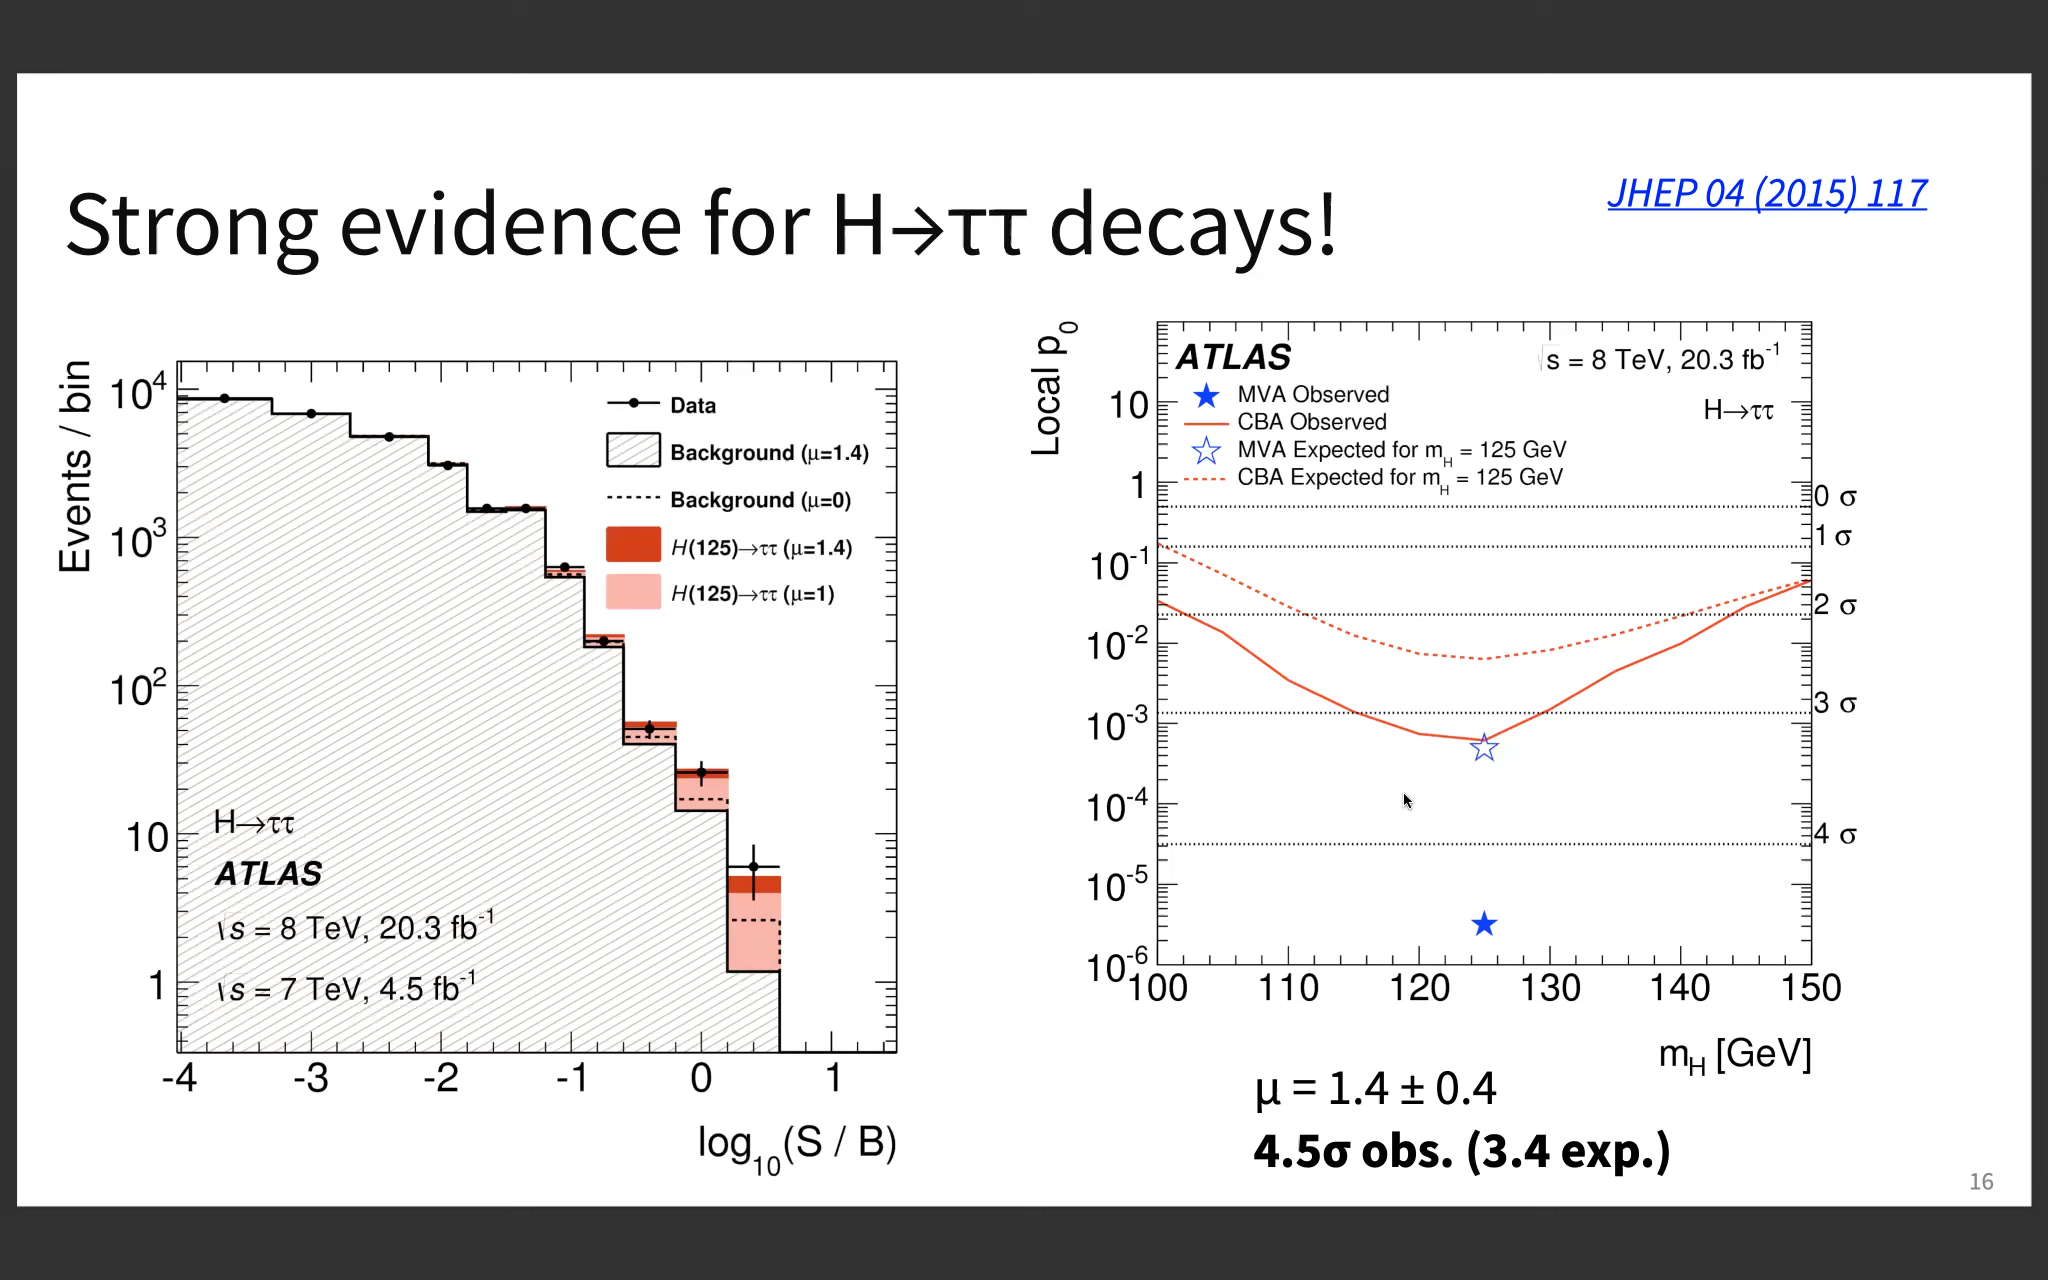 Strong evidence for H→ττ decays!
JHEP 04 (2015) 117
Events / bin
10⁴
10³
10²
10
1
Data
Background (μ=1.4)
Background (μ=0)
H(125)→ττ (μ=1.4)
H(125)→ττ (μ=1)
H→ττ
ATLAS
√s = 8 TeV, 20.3 fb⁻¹
√s = 7 TeV, 4.5 fb⁻¹
-4 -3 -2 -1 0 1
log₁₀(S / B)
Local p₀
ATLAS
√s = 8 TeV, 20.3 fb⁻¹
MVA Observed
H→ττ
CBA Observed
MVA Expected for m_H = 125 GeV
CBA Expected for m_H = 125 GeV
10
1
10⁻¹
10⁻²
10⁻³
10⁻⁴
10⁻⁵
10⁻⁶
0 σ
1 σ
2 σ
3 σ
4 σ
100 110 120 130 140 150
m_H [GeV]
μ = 1.4 ± 0.4
4.5σ obs. (3.4 exp.)
16